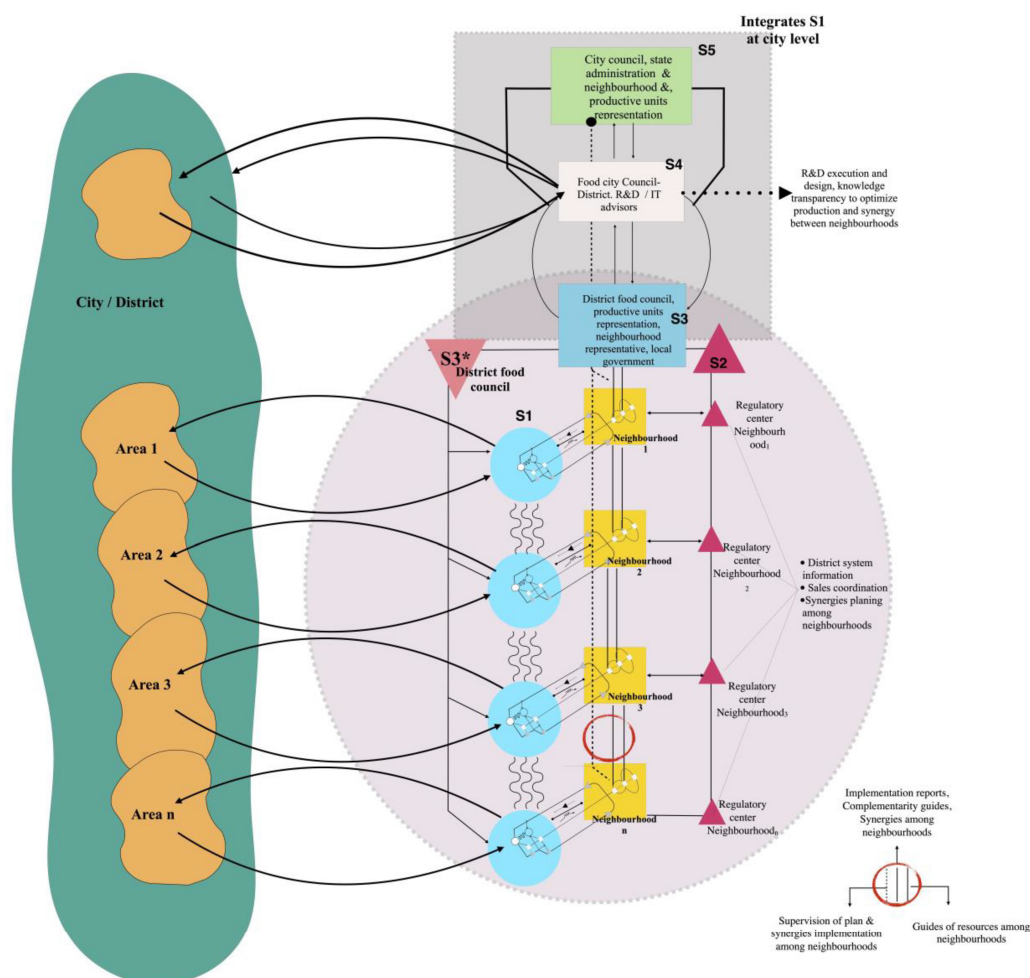 Integrates S1
at city level
S5
City council, state
administration &
neighbourhood &,
productive units
representation
S4
Food city Council-
District. R&D / IT
advisors
R&D execution and
design, knowledge
transparency to optimize
production and synergy
between neighbourhoods
City / District
District food council,
productive units
representation,
neighbourhood
representative, local
government
S3
S3*
District food
council
S2
S1
Area 1
Neighbourhood
1
Regulatory
center
Neighbourh
ood1
Area 2
Neighbourhood
2
Regulatory
center
Neighbourhood
2
• District system
information
• Sales coordination
•Synergies planing
among
neighbourhoods
Area 3
Neighbourhood
3
Regulatory
center
Neighbourhood3
Area n
Neighbourhood
n
Regulatory
center
Neighbourhood
Implementation reports,
Complementarity guides,
Synergies among
neighbourhoods
Supervision of plan &
synergies implementation
among neighbourhoods
Guides of resources among
neighbourhoods